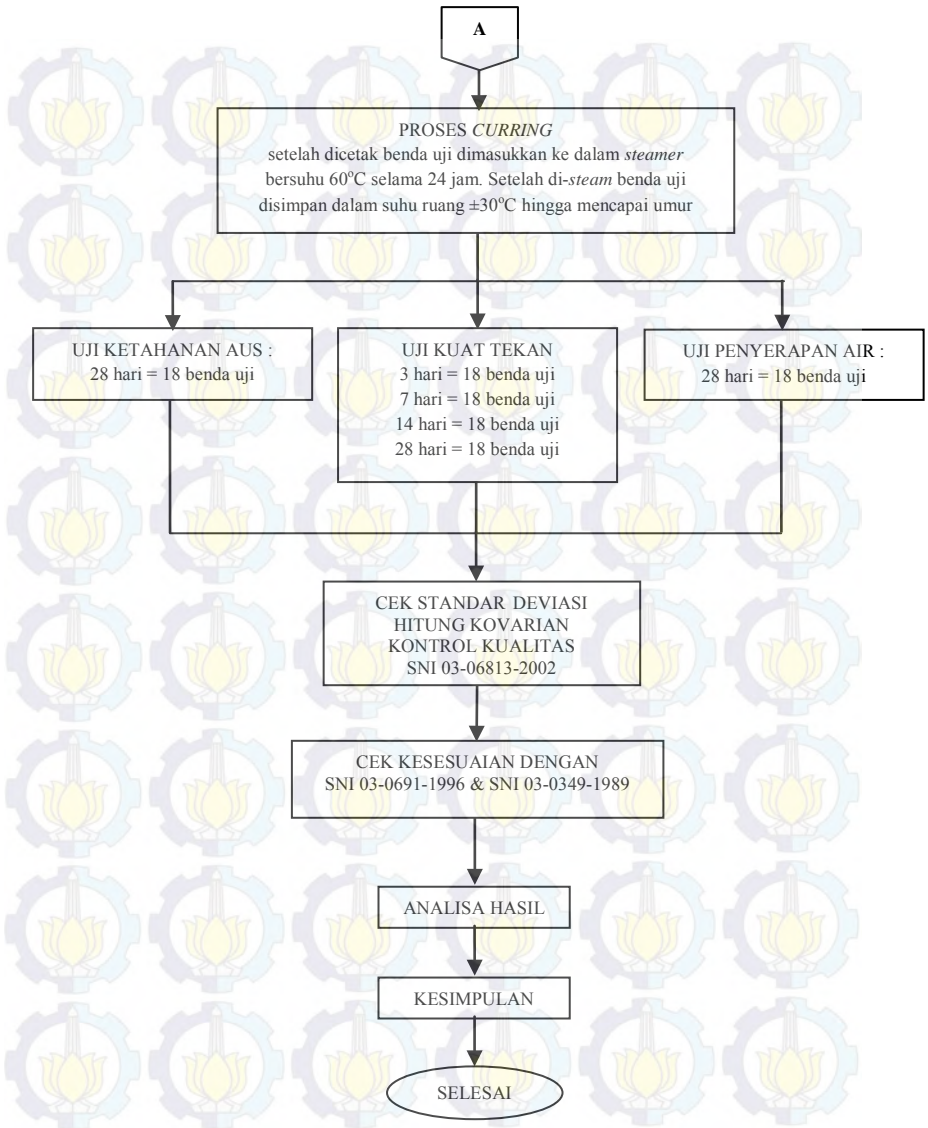 A
PROSES CURRING
setelah dicetak benda uji dimasukkan ke dalam steamer
bersuhu 60°C selama 24 jam. Setelah di-steam benda uji
disimpan dalam suhu ruang ±30°C hingga mencapai umur
UJI KETAHANAN AUS :
28 hari = 18 benda uji
UJI KUAT TEKAN
3 hari = 18 benda uji
7 hari = 18 benda uji
14 hari = 18 benda uji
28 hari = 18 benda uji
UJI PENYERAPAN AIR :
28 hari = 18 benda uji
CEK STANDAR DEVIASI
HITUNG KOVARIAN
KONTROL KUALITAS
SNI 03-06813-2002
CEK KESESUAIAN DENGAN
SNI 03-0691-1996 & SNI 03-0349-1989
ANALISA HASIL
KESIMPULAN
SELESAI